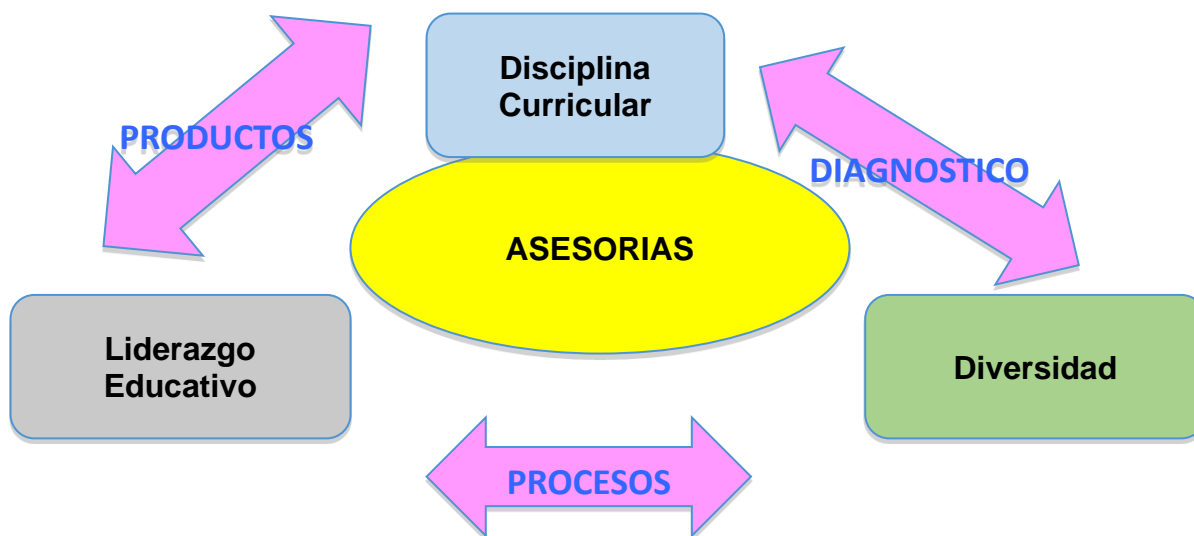 Disciplina
Curricular
PRODUCTOS
DIAGNOSTICO
ASESORIAS
Liderazgo
Educativo
Diversidad
PROCESOS